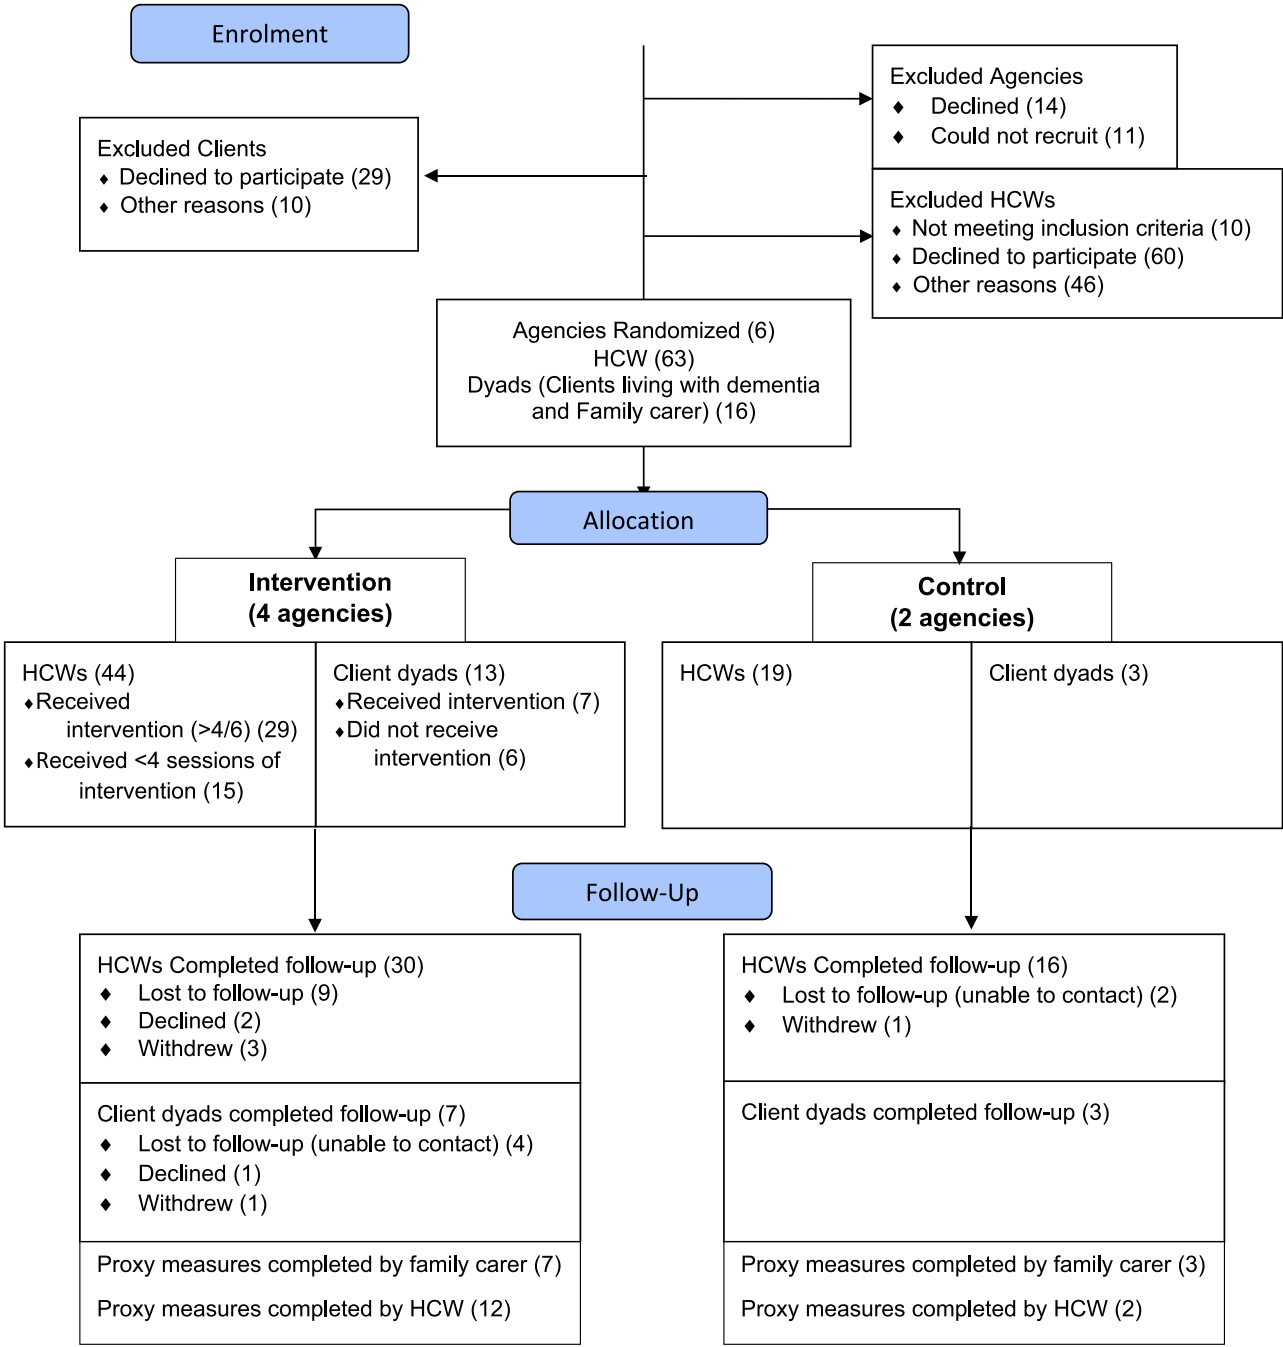 Enrolment
Excluded Agencies
♦ Declined (14)
♦ Could not recruit (11)
Excluded Clients
♦ Declined to participate (29)
♦ Other reasons (10)
Excluded HCWs
♦ Not meeting inclusion criteria (10)
♦ Declined to participate (60)
♦ Other reasons (46)
Agencies Randomized (6)
HCW (63)
Dyads (Clients living with dementia
and Family carer) (16)
Allocation
Intervention
(4 agencies)
HCWs (44)
♦Received
intervention (>4/6) (29)
♦Received <4 sessions of
intervention (15)
Client dyads (13)
♦Received intervention (7)
♦Did not receive
intervention (6)
Control
(2 agencies)
HCWs (19)
Client dyads (3)
Follow-Up
HCWs Completed follow-up (30)
♦ Lost to follow-up (9)
♦ Declined (2)
♦ Withdrew (3)
Client dyads completed follow-up (7)
♦ Lost to follow-up (unable to contact) (4)
♦ Declined (1)
♦ Withdrew (1)
Proxy measures completed by family carer (7)
Proxy measures completed by HCW (12)
HCWs Completed follow-up (16)
♦ Lost to follow-up (unable to contact) (2)
♦ Withdrew (1)
Client dyads completed follow-up (3)
Proxy measures completed by family carer (3)
Proxy measures completed by HCW (2)